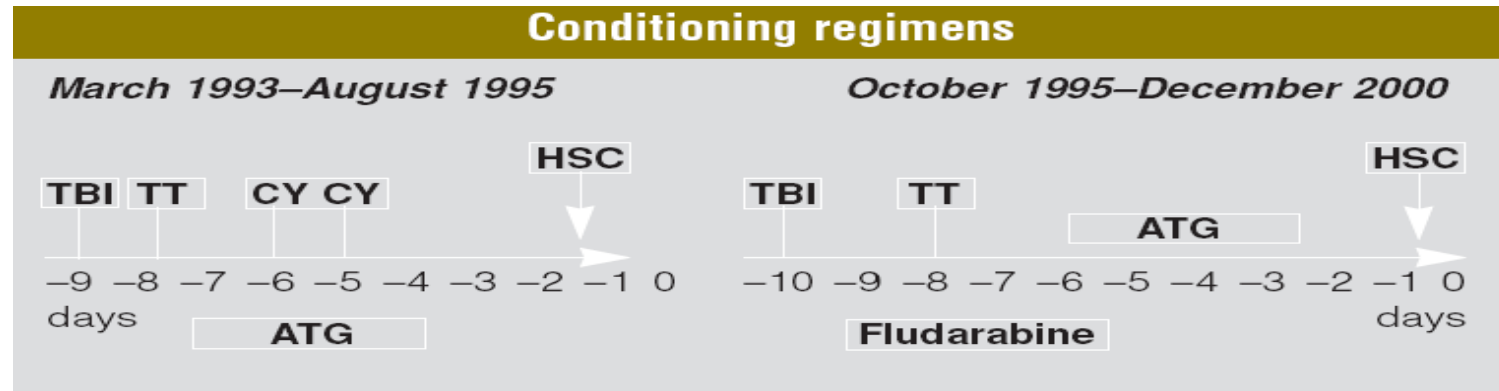 Conditioning regimens
March 1993–August 1995
HSC
TBI TT CY CY
–9 –8 –7 –6 –5 –4 –3 –2 –1 0
days
ATG
October 1995–December 2000
HSC
TBI TT
ATG
–10 –9 –8 –7 –6 –5 –4 –3 –2 –1 0
days
Fludarabine